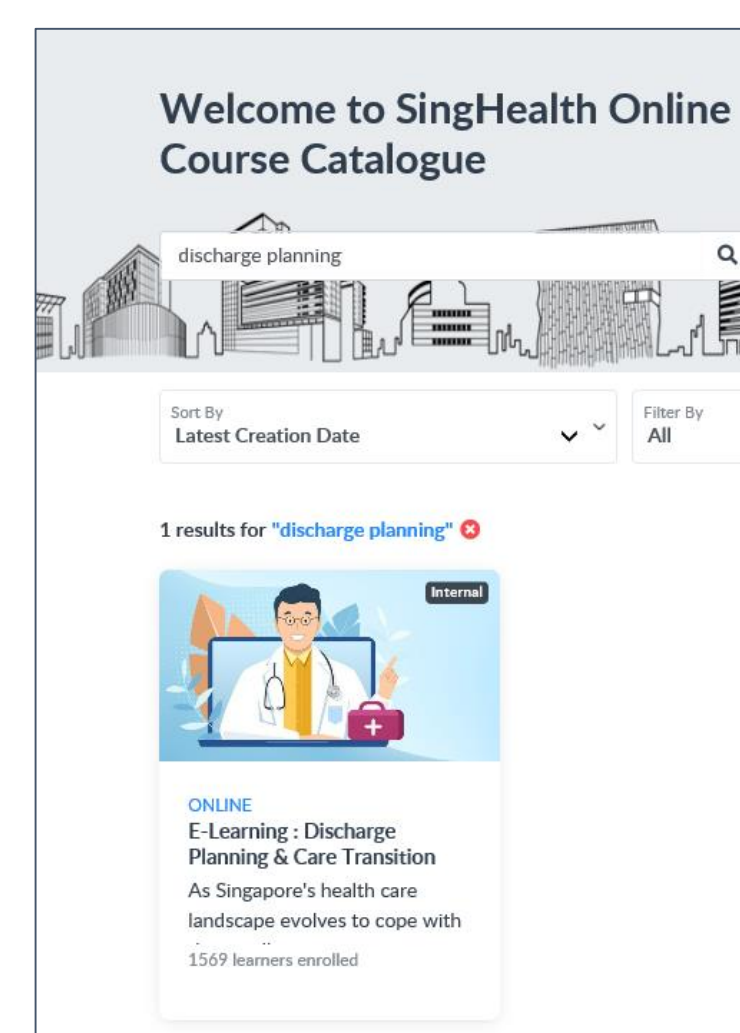 Welcome to SingHealth Online
Course Catalogue
discharge planning
Sort By
Latest Creation Date
Filter By
All
1 results for "discharge planning"
Internal
ONLINE
E-Learning : Discharge
Planning & Care Transition
As Singapore's health care
landscape evolves to cope with
1569 learners enrolled